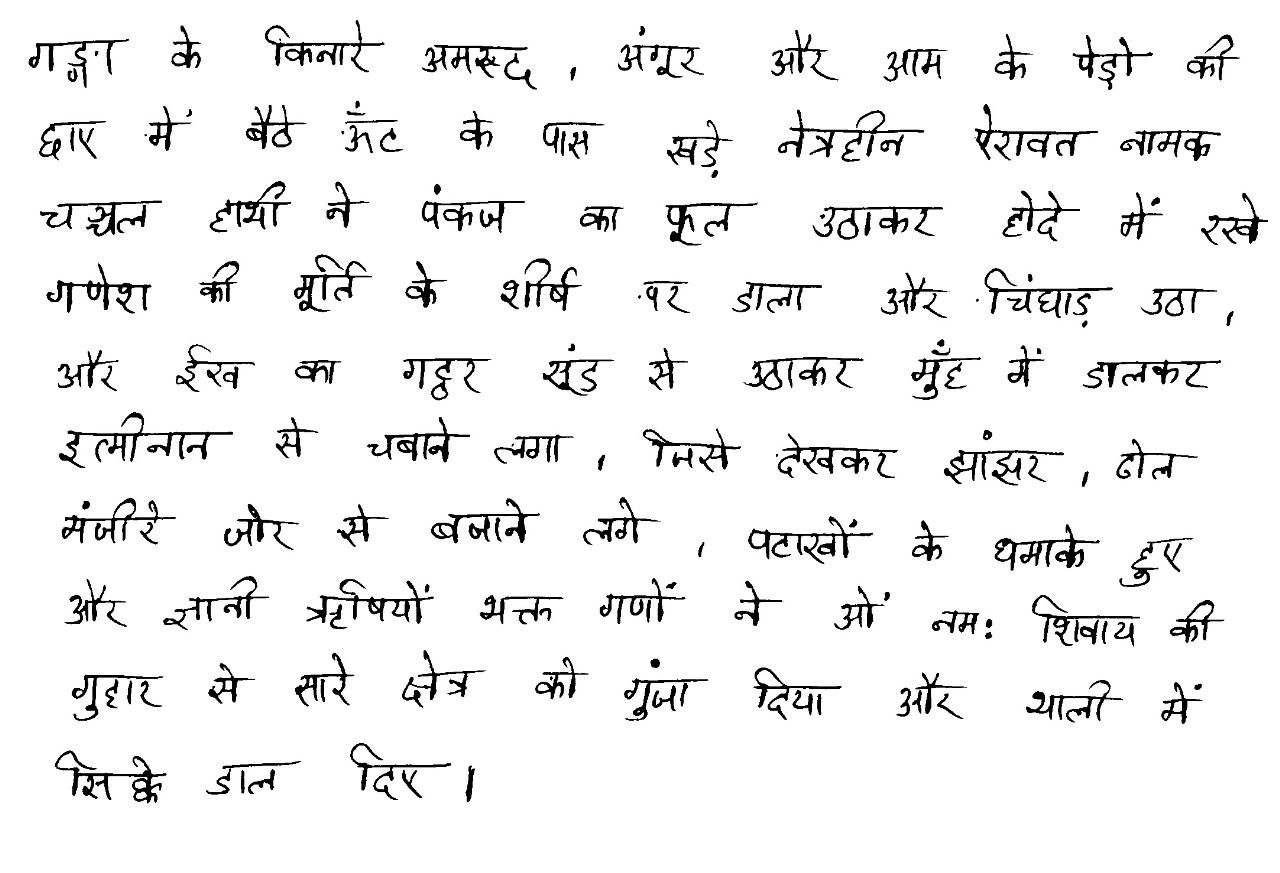 गङ्गा के किनारे अमरूद, अंगूर और आम के पेड़ो की
छाए में बैठे ऊँट के पास खड़े नेत्रहीन ऐरावत नामक
चञ्चल हाथी ने पंकज का फूल उठाकर होदे में रखे
गणेश की मूर्ति के शीर्ष पर डाला और चिंघाड़ उठा,
और ईख का गट्ठर सूंड से उठाकर मुँह में डालकर
इत्मीनान से चबाने लगा, जिसे देखकर झांझर, ढोल
मंजीरे जोर से बजाने लगे, पटाखों के धमाके हुए
और ज्ञानी ऋषियों भक्त गणों ने ओं नमः शिवाय की
गुहार से सारे क्षेत्र को गुंजा दिया और थाली में
सिक्के डाल दिए।